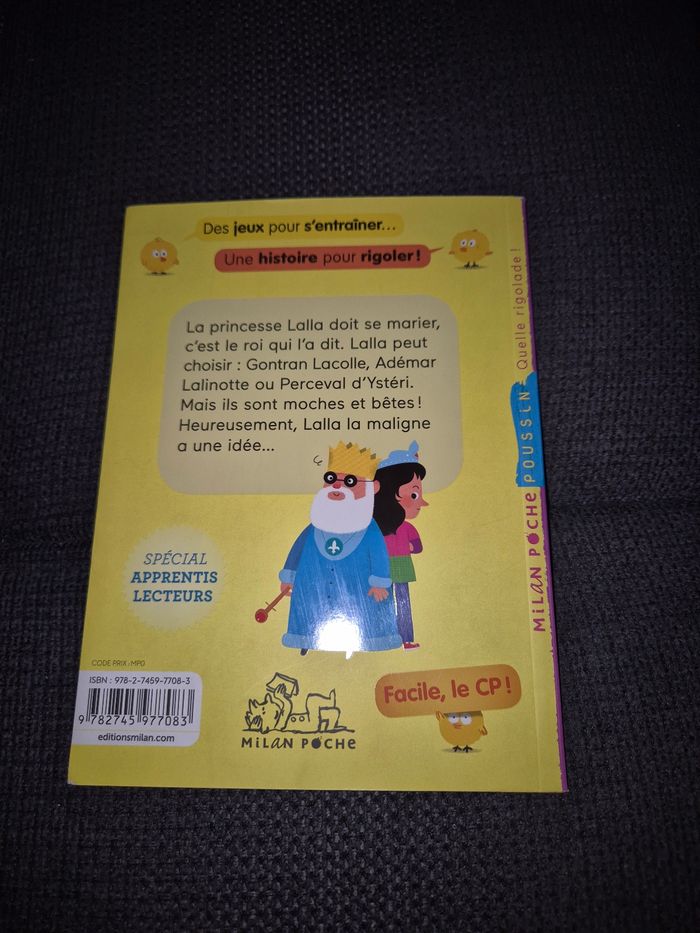 Des jeux pour s'entraîner...
Une histoire pour rigoler !
La princesse Lalla doit se marier,
c'est le roi qui l'a dit. Lalla peut
choisir : Gontran Lacolle, Adémar
Lalinotte ou Perceval d'Ystéri.
Mais ils sont moches et bêtes !
Heureusement, Lalla la maligne
a une idée...
SPÉCIAL
APPRENTIS
LECTEURS
CODE PRIX : MP0
ISBN : 978-2-7459-7708-3
9 782745 977083
editionsmilan.com
MiLAN POCHE
Facile, le CP !
MiLAN POCHE POUSSIN Quelle rigolade !